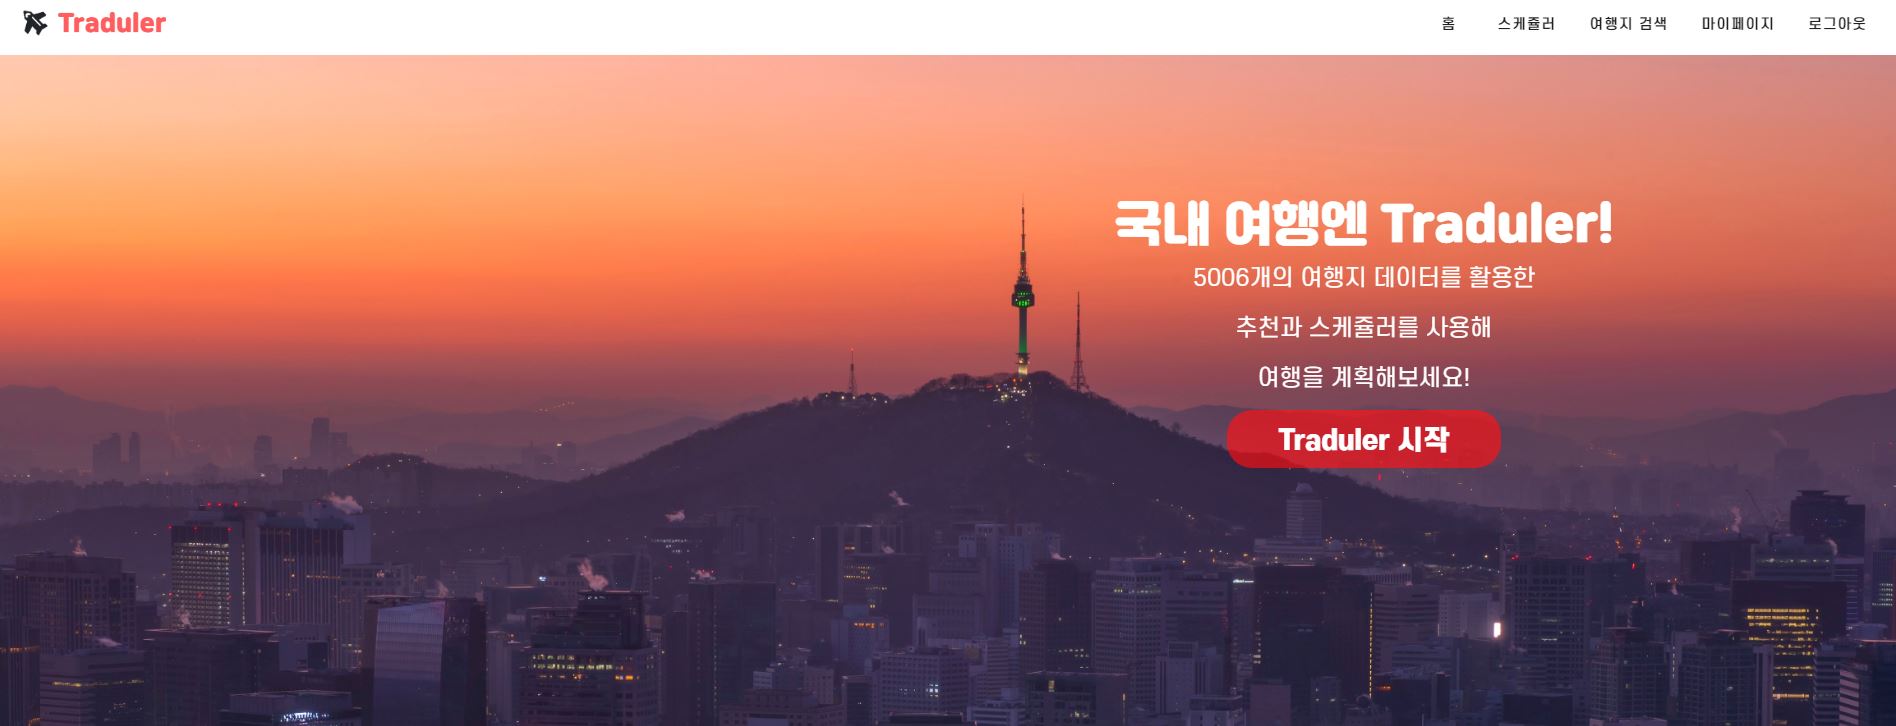 Traduler
홈 스케쥴러 여행지 검색 마이페이지 로그아웃
국내 여행엔 Traduler!
5006개의 여행지 데이터를 활용한
추천과 스케쥴러를 사용해
여행을 계획해보세요!
Traduler 시작